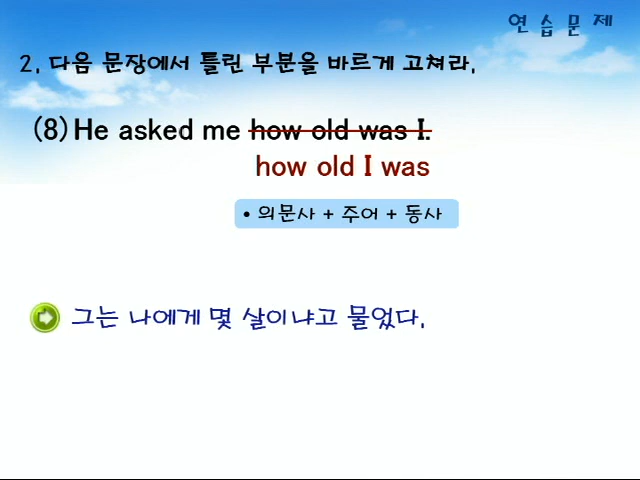 연습문제
2. 다음 문장에서 틀린 부분을 바르게 고쳐라.
(8) He asked me how old was I.
how old I was
• 의문사 + 주어 + 동사
그는 나에게 몇 살이냐고 물었다.